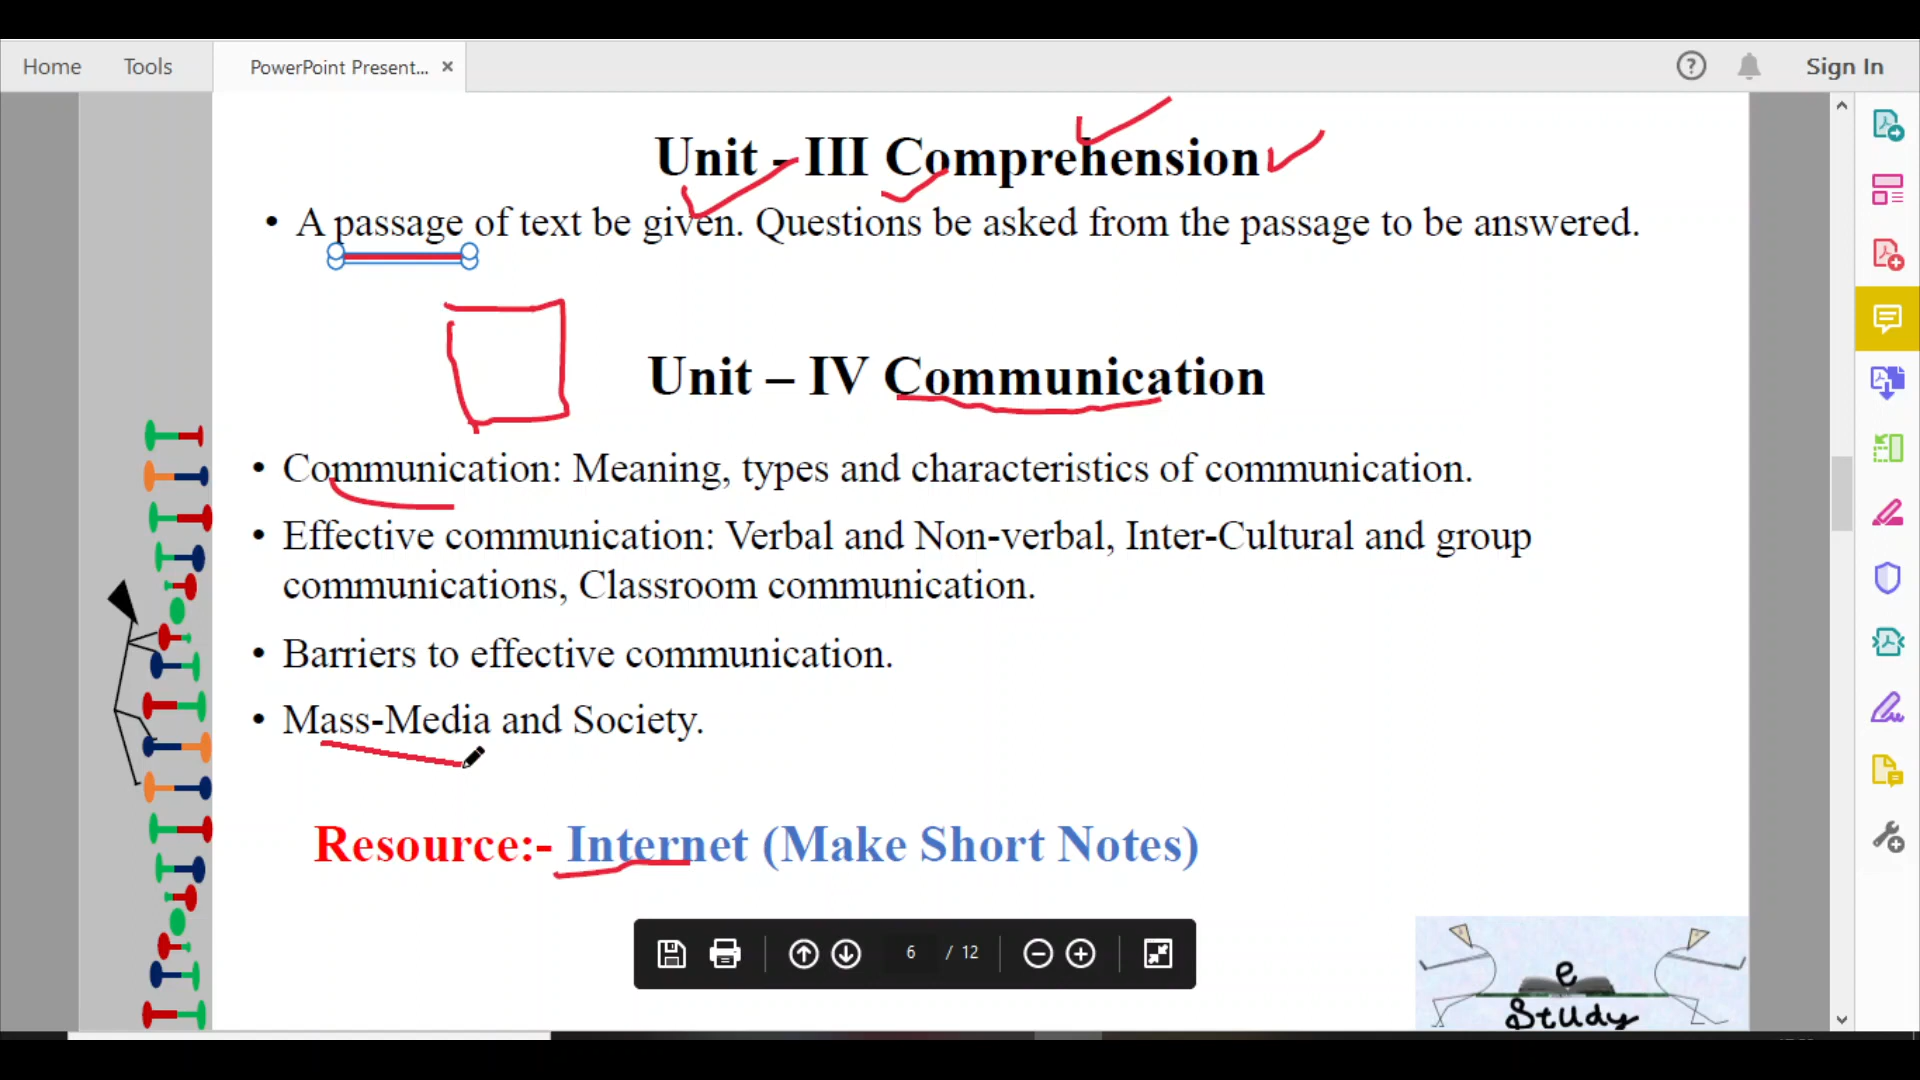 Home Tools PowerPoint Present... × Sign In
Unit - III Comprehension
• A passage of text be given. Questions be asked from the passage to be answered.
Unit – IV Communication
• Communication: Meaning, types and characteristics of communication.
• Effective communication: Verbal and Non-verbal, Inter-Cultural and group
communications, Classroom communication.
• Barriers to effective communication.
• Mass-Media and Society.
Resource:- Internet (Make Short Notes)
6 / 12
e
Study